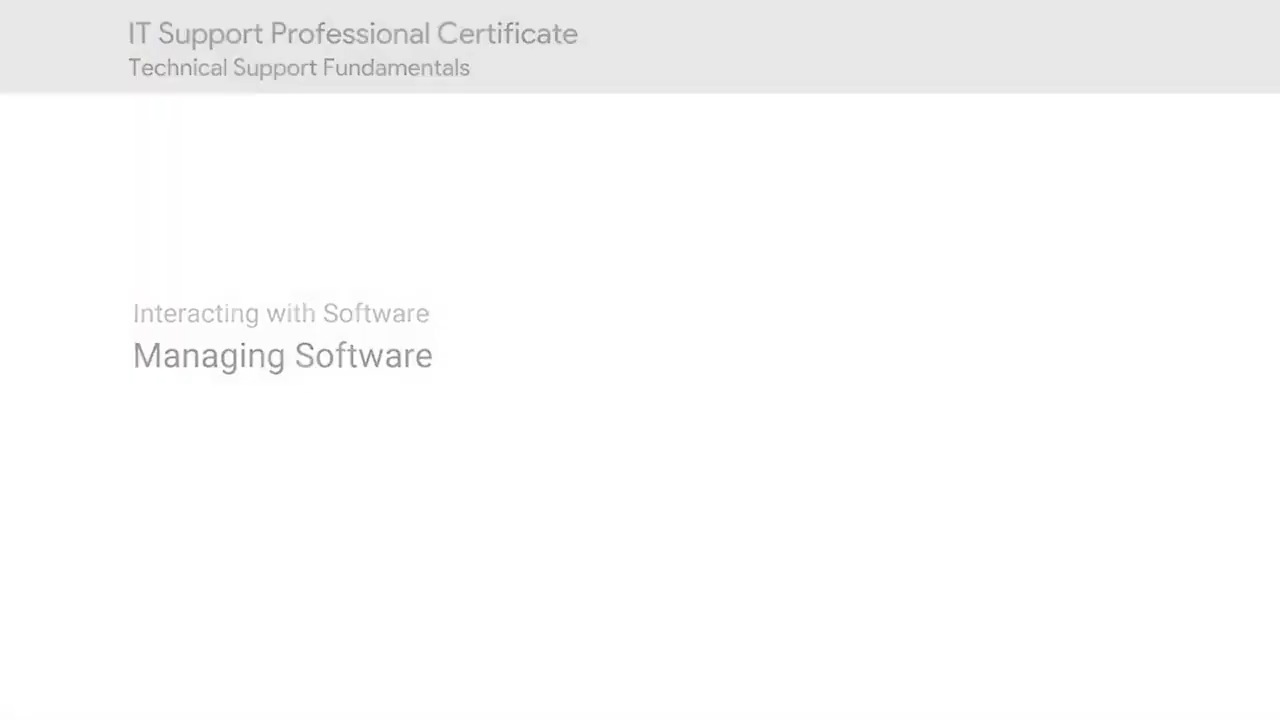 IT Support Professional Certificate
Technical Support Fundamentals
Interacting with Software
Managing Software